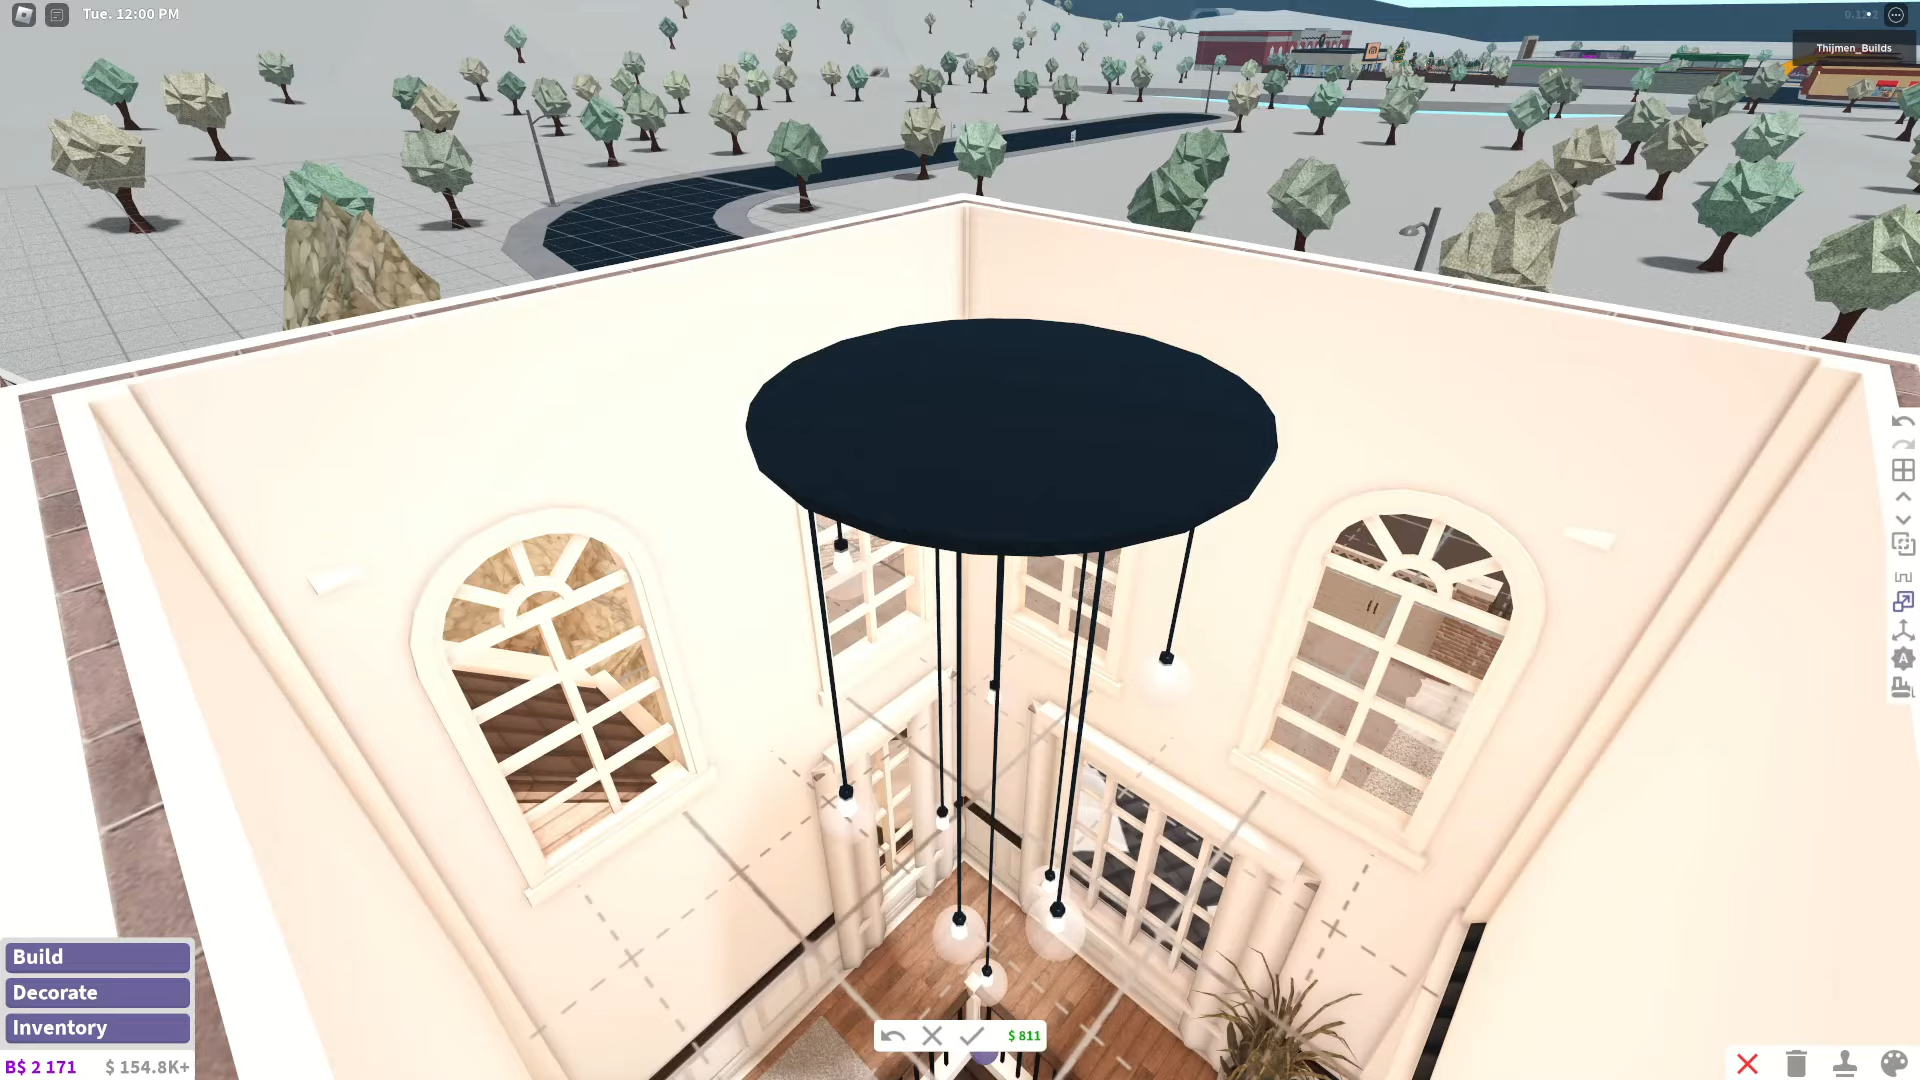 Tue. 12:00 PM
Thijmen_Builds
Build
Decorate
Inventory
B$ 2 171
$ 154.8K+
$ 811